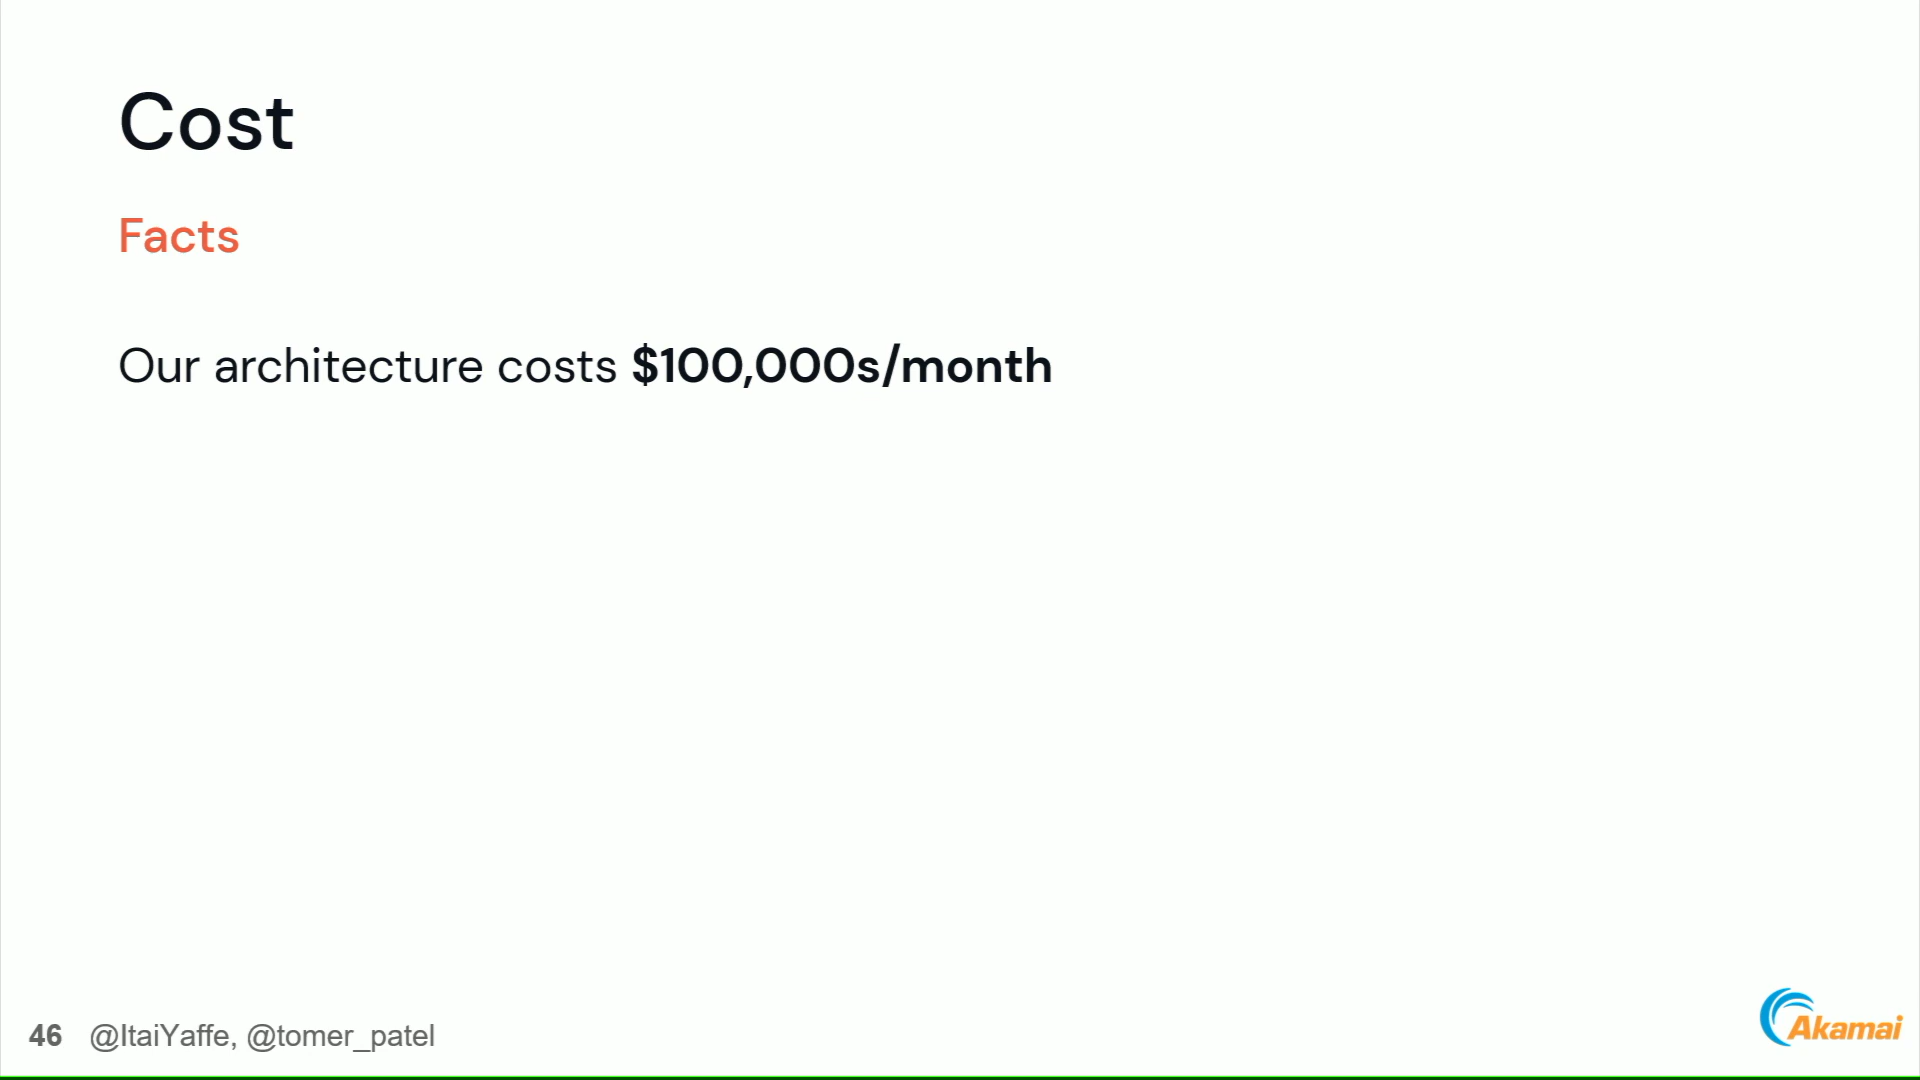 Cost
Facts
Our architecture costs $100,000s/month
46 @ItaiYaffe, @tomer_patel
Akamai